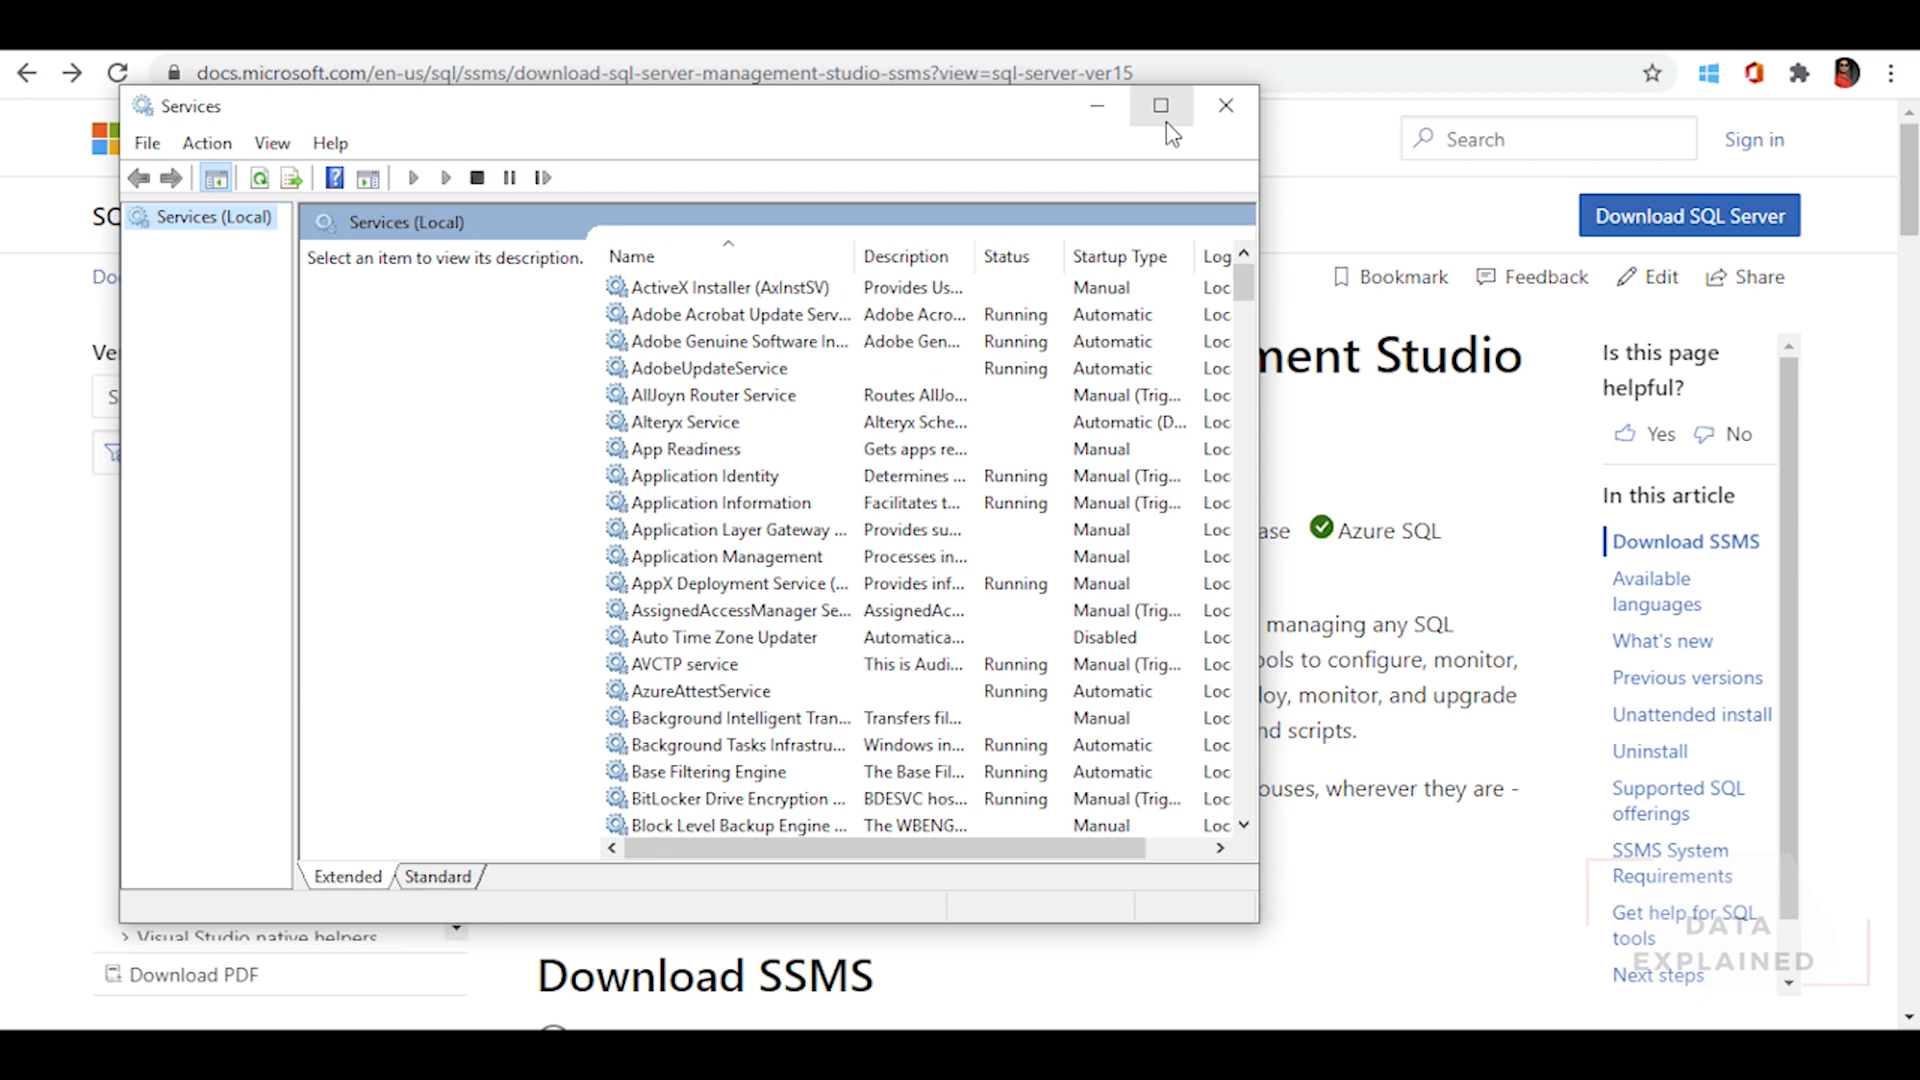 docs.microsoft.com/en-us/sql/ssms/download-sql-server-management-studio-ssms?view=sql-server-ver15
Services
File Action View Help
Search
Sign in
Download SQL Server
Bookmark Feedback Edit Share
Services (Local)
Services (Local)
Select an item to view its description.
Name Description Status Startup Type Log
ActiveX Installer (AxInstSV) Provides Us... Manual Loc
Adobe Acrobat Update Serv... Adobe Acro... Running Automatic Loc
Adobe Genuine Software In... Adobe Gen... Running Automatic Loc
AdobeUpdateService Running Automatic Loc
AllJoyn Router Service Routes AllJo... Manual (Trig... Loc
Alteryx Service Alteryx Sche... Automatic (D... Loc
App Readiness Gets apps re... Manual Loc
Application Identity Determines ... Running Manual (Trig... Loc
Application Information Facilitates t... Running Manual (Trig... Loc
Application Layer Gateway ... Provides su... Manual Loc
Application Management Processes in... Manual Loc
AppX Deployment Service (... Provides inf... Running Manual Loc
AssignedAccessManager Se... AssignedAc... Manual (Trig... Loc
Auto Time Zone Updater Automatica... Disabled Loc
AVCTP service This is Audi... Running Manual (Trig... Loc
AzureAttestService Running Automatic Loc
Background Intelligent Tran... Transfers fil... Manual Loc
Background Tasks Infrastru... Windows in... Running Automatic Loc
Base Filtering Engine The Base Fil... Running Automatic Loc
BitLocker Drive Encryption ... BDESVC hos... Running Manual (Trig... Loc
Block Level Backup Engine ... The WBENG... Manual Loc
Extended Standard
SC
Doc
Ve
S
ment Studio
ase Azure SQL
managing any SQL
ools to configure, monitor,
loy, monitor, and upgrade
nd scripts.
ouses, wherever they are -
Is this page
helpful?
Yes No
In this article
Download SSMS
Available
languages
What's new
Previous versions
Unattended install
Uninstall
Supported SQL
offerings
SSMS System
Requirements
Get help for SQL
tools
Next steps
DATA
EXPLAINED
Visual Studio native helpers
Download PDF
Download SSMS